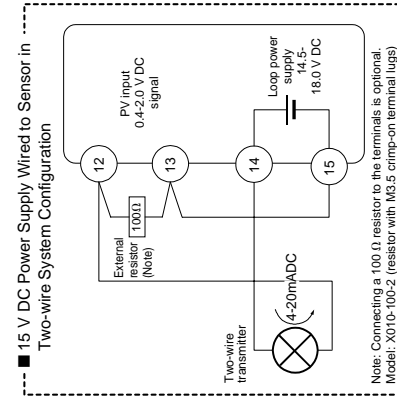 ■ 15 V DC Power Supply Wired to Sensor in
Two-wire System Configuration
PV input
0.4-2.0 V DC
signal
Loop power
supply
14.5-
18.0 V DC
12
13
14
15
100Ω
External
resistor
(Note)
4-20mADC
Two-wire
transmitter
Note: Connecting a 100 Ω resistor to the terminals is optional.
Model: X010-100-2 (resistor with M3.5 crimp-on terminal lugs)